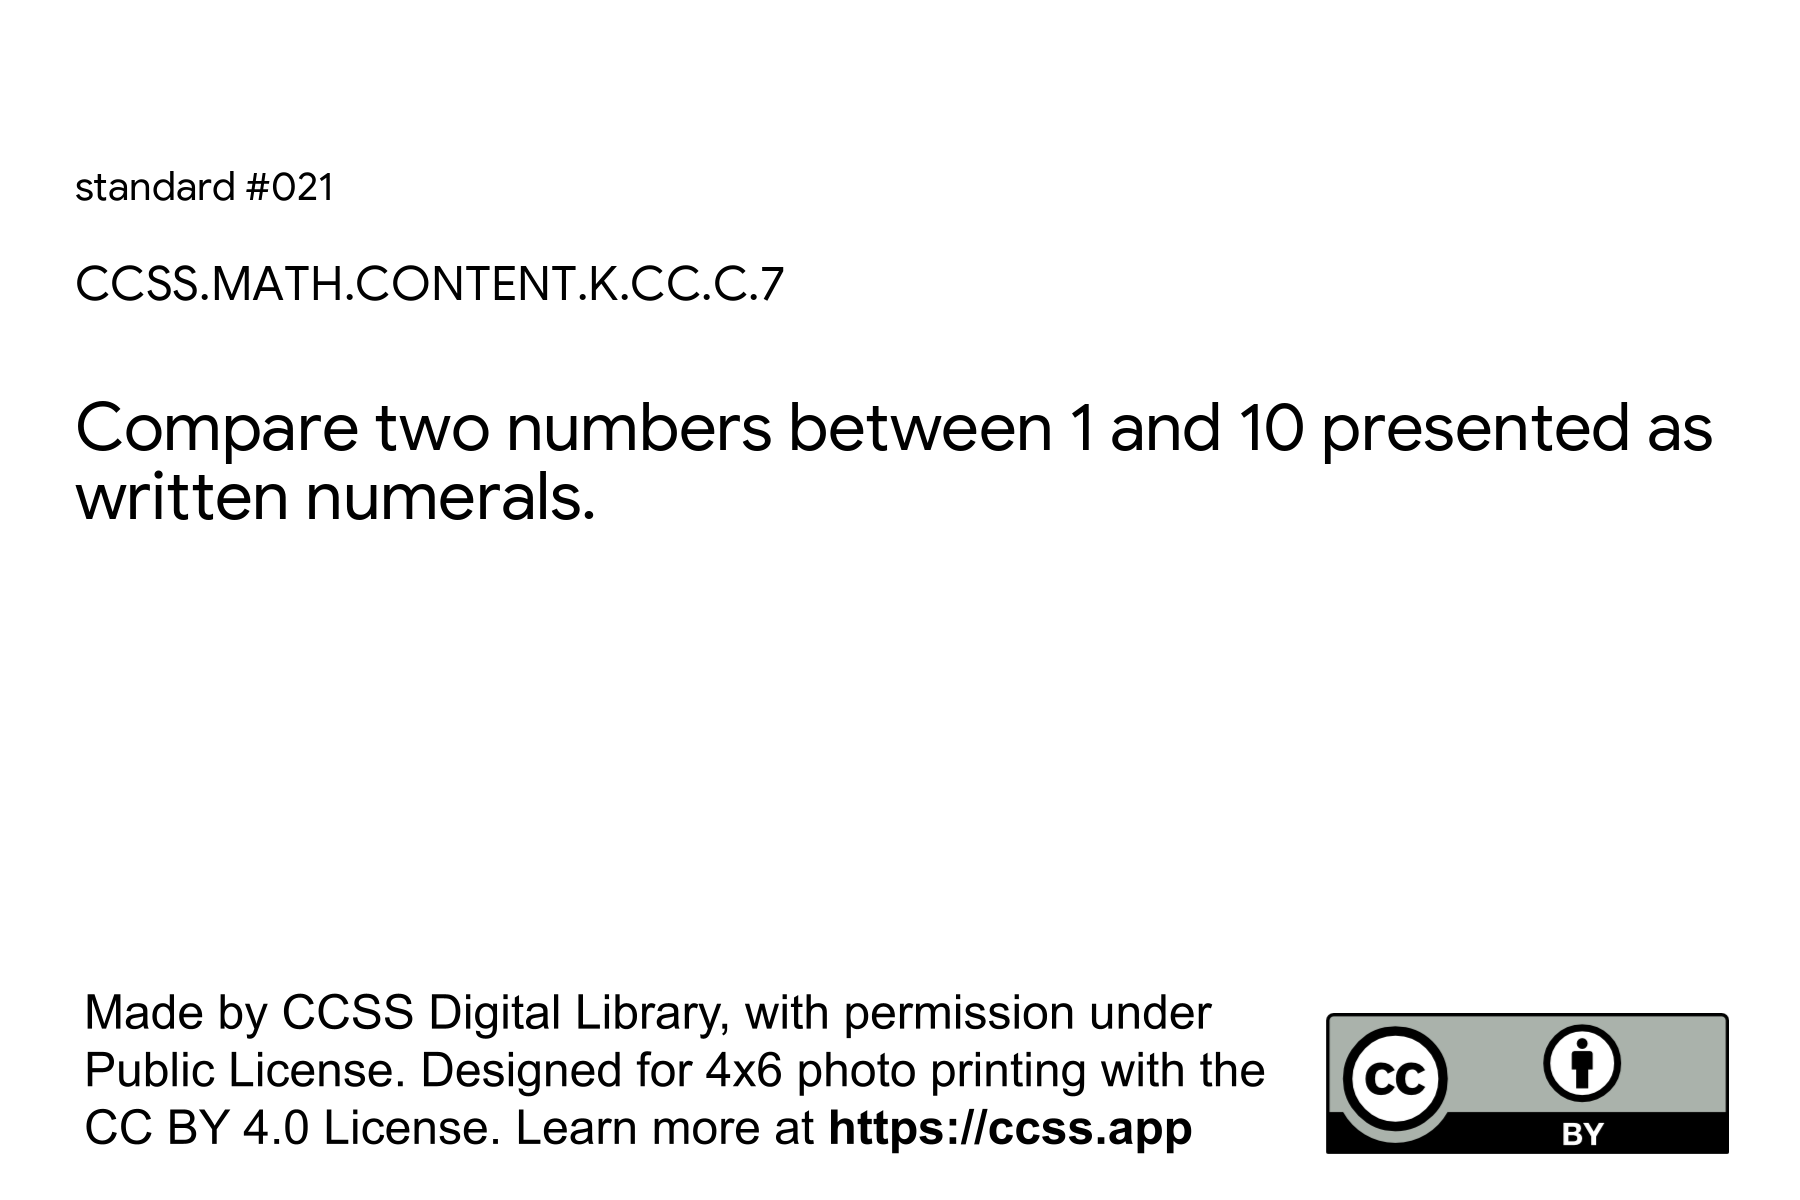 standard #021
CCSS.MATH.CONTENT.K.CC.C.7
Compare two numbers between 1 and 10 presented as
written numerals.
Made by CCSS Digital Library, with permission under
Public License. Designed for 4x6 photo printing with the
CC BY 4.0 License. Learn more at https://ccss.app
CC
BY